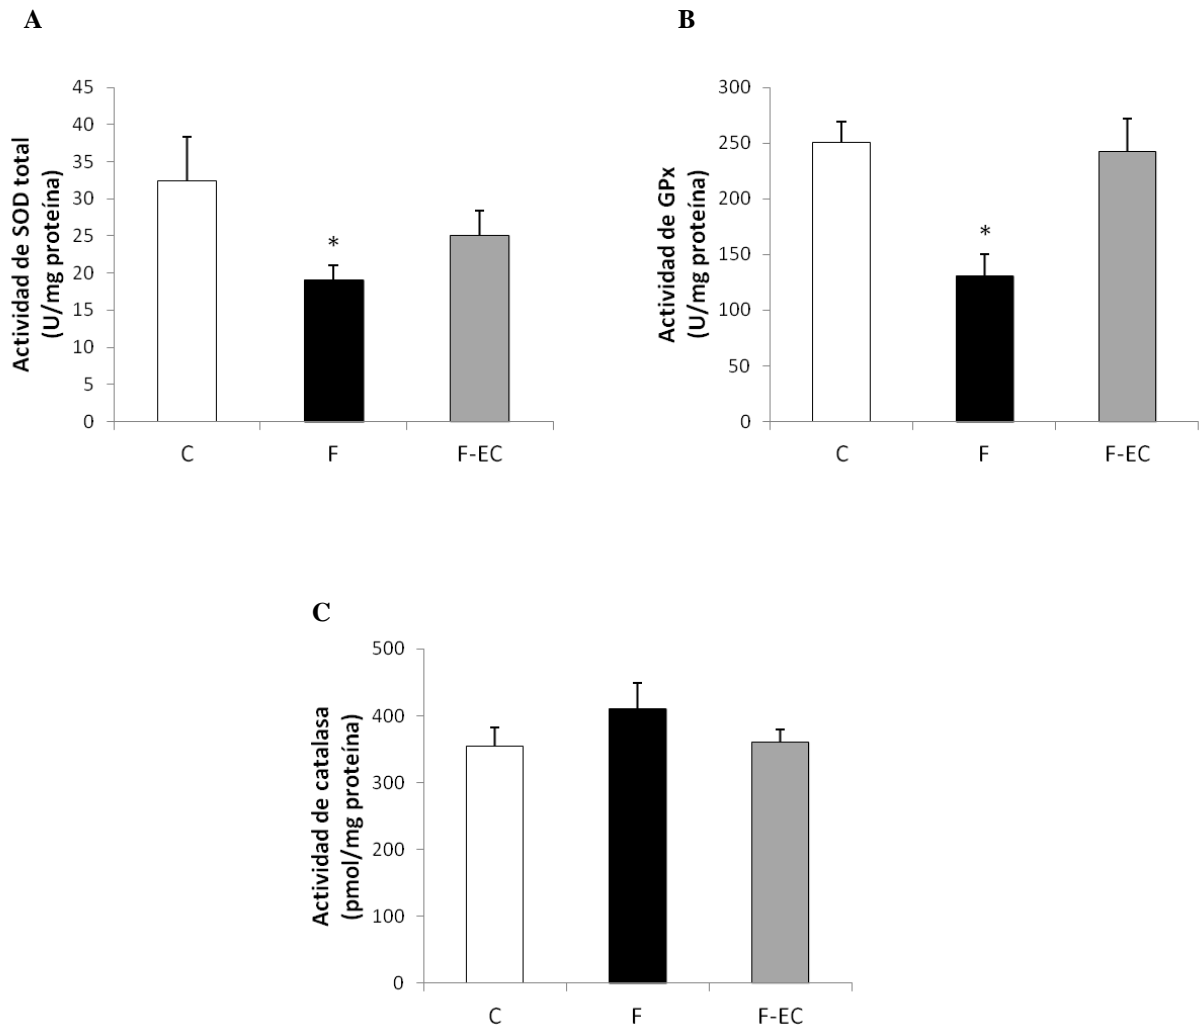 A
Actividad de SOD total
(U/mg proteína)
45
40
35
30
25
20
15
10
5
0
*
C
F
F-EC
B
Actividad de GPx
(U/mg proteína)
300
250
200
150
100
50
0
*
C
F
F-EC
C
Actividad de catalasa
(pmol/mg proteína)
500
400
300
200
100
0
C
F
F-EC